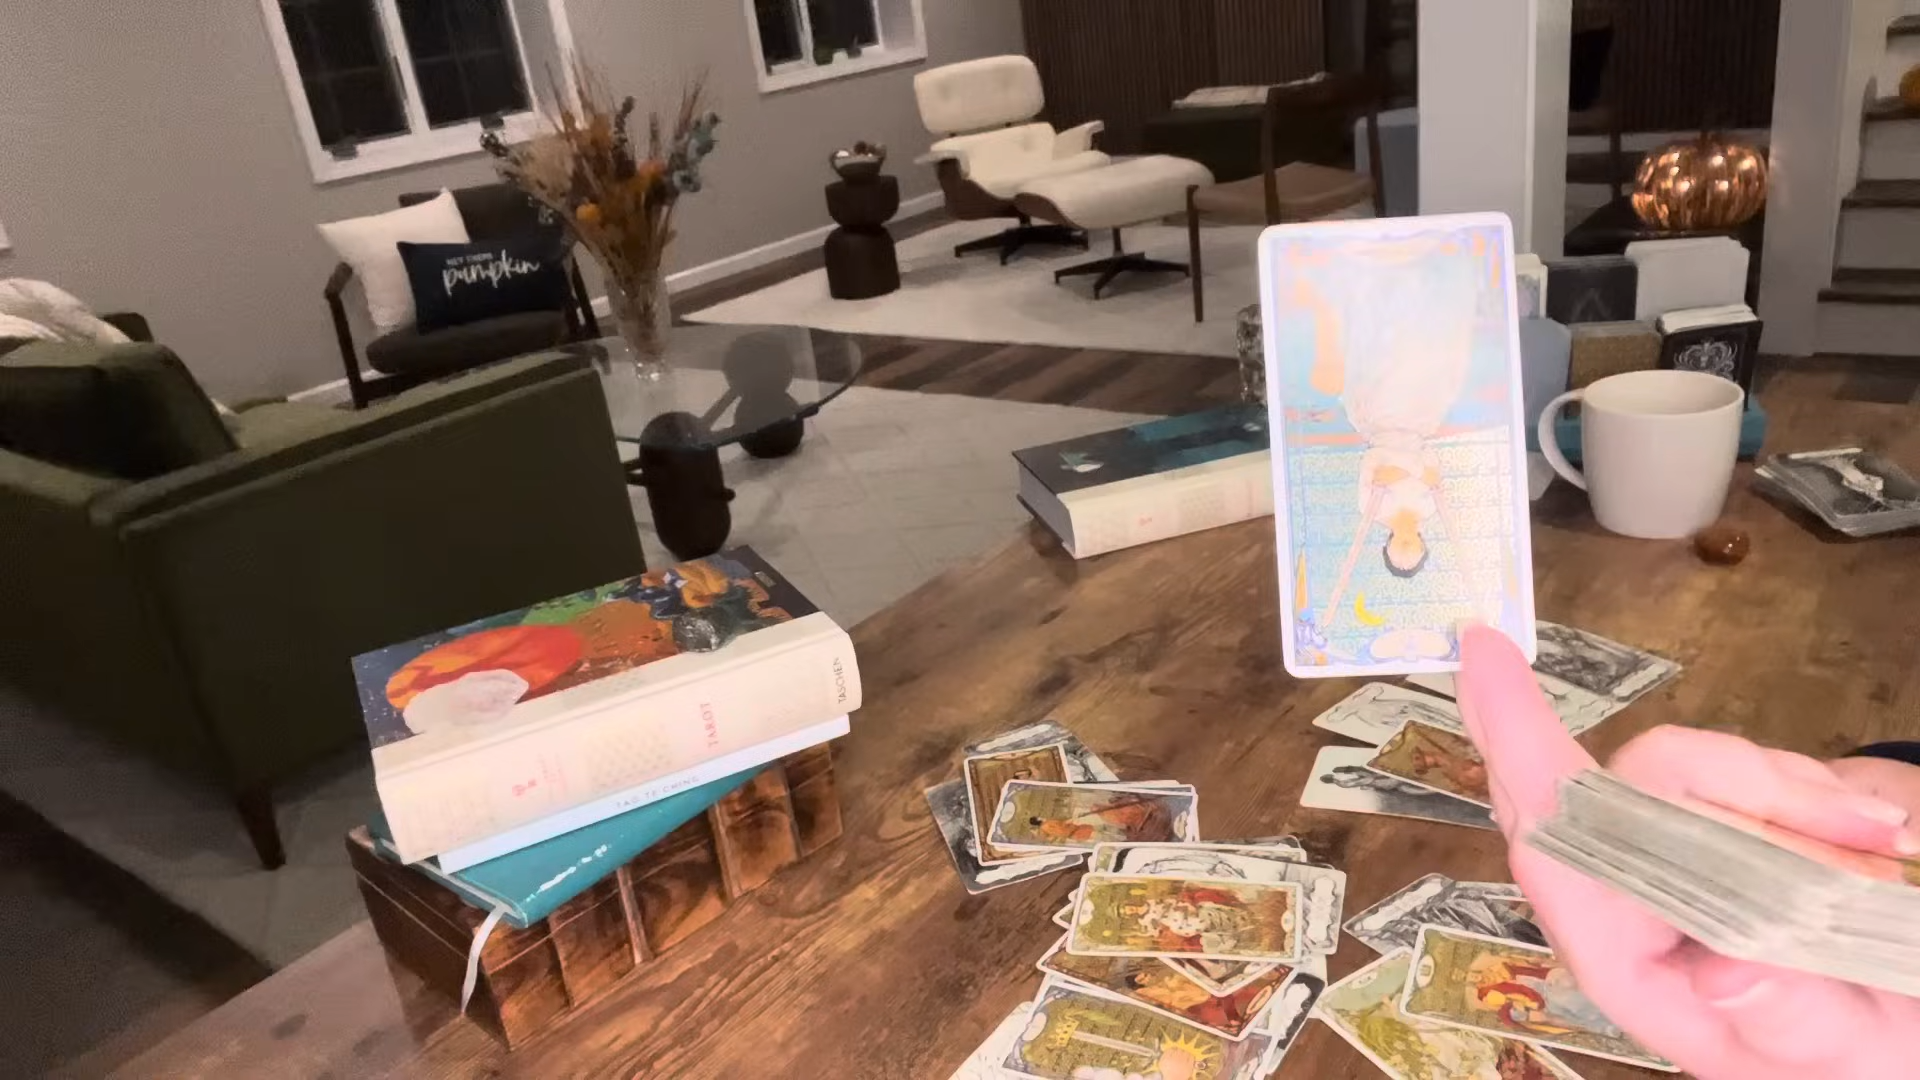 HEY THERE
pumpkin
TASCHEN
TAROT
TAO TE CHING